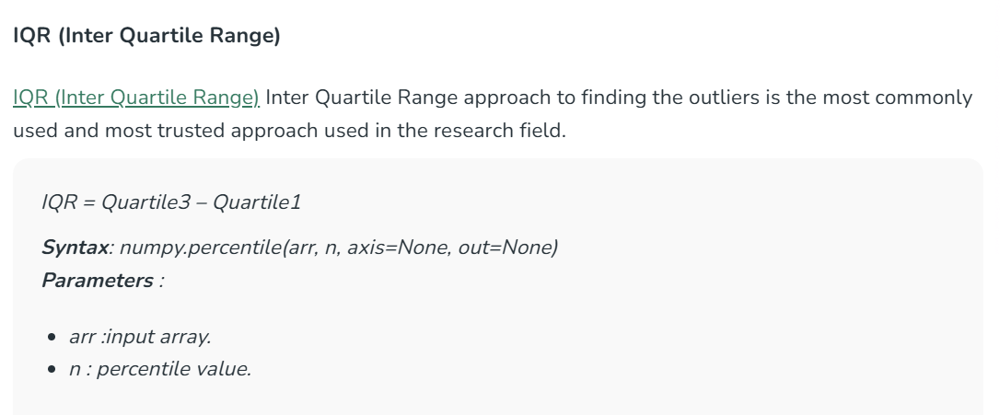 IQR (Inter Quartile Range)
IQR (Inter Quartile Range) Inter Quartile Range approach to finding the outliers is the most commonly
used and most trusted approach used in the research field.
IQR = Quartile3 – Quartile1
Syntax: numpy.percentile(arr, n, axis=None, out=None)
Parameters :
• arr :input array.
• n : percentile value.